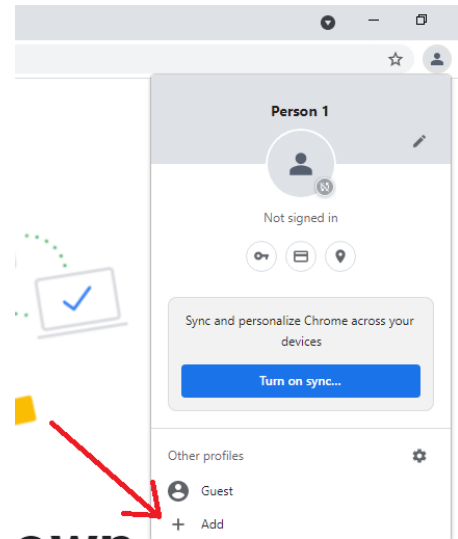 Person 1
Not signed in
Sync and personalize Chrome across your
devices
Turn on sync...
Other profiles
Guest
Add